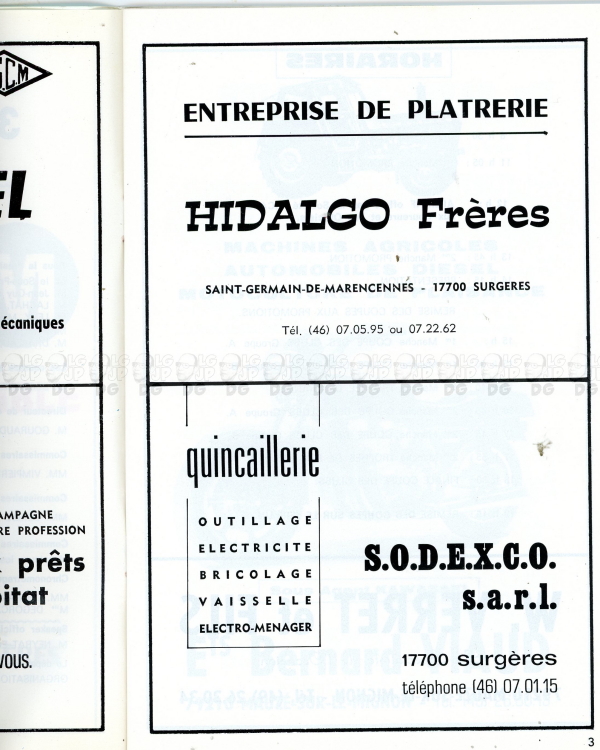 G.C.M
EL
écaniques
AMPAGNE
RE PROFESSION
prêts
oitat
VOUS.
ENTREPRISE DE PLATRERIE
HIDALGO Frères
SAINT-GERMAIN-DE-MARENCENNES - 17700 SURGERES
Tél. (46) 07.05.95 ou 07.22.62
quincaillerie
OUTILLAGE
ELECTRICITE
BRICOLAGE
VAISSELLE
ELECTRO-MENAGER
S.O.D.E.X.C.O.
s.a.r.l.
17700 surgères
téléphone (46) 07.01.15
3